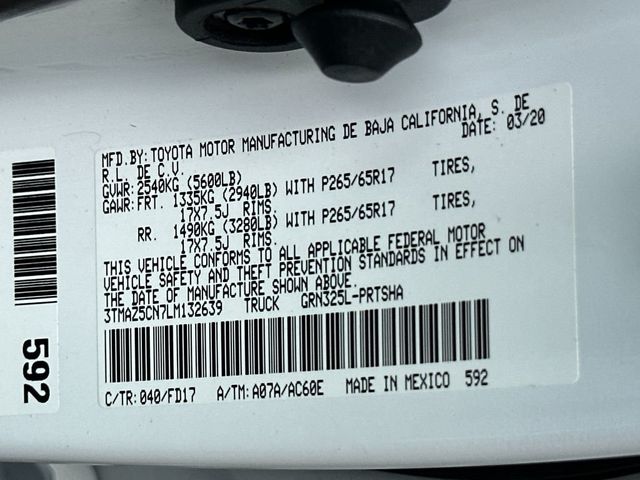 MFD.BY:TOYOTA MOTOR MANUFACTURING DE BAJA CALIFORNIA, S. DE
R.L. DE C.V. DATE: 03/20
GVWR: 2540KG (5600LB)
GAWR: FRT. 1335KG (2940LB) WITH P265/65R17 TIRES,
17X7.5J RIMS.
RR. 1490KG (3280LB) WITH P265/65R17 TIRES,
17X7.5J RIMS.
THIS VEHICLE CONFORMS TO ALL APPLICABLE FEDERAL MOTOR
VEHICLE SAFETY AND THEFT PREVENTION STANDARDS IN EFFECT ON
THE DATE OF MANUFACTURE SHOWN ABOVE.
3TMAZ5CN7LM132639 TRUCK GRN325L-PRTSHA
C/TR: 040/FD17 A/TM: A07A/AC60E MADE IN MEXICO 592
592